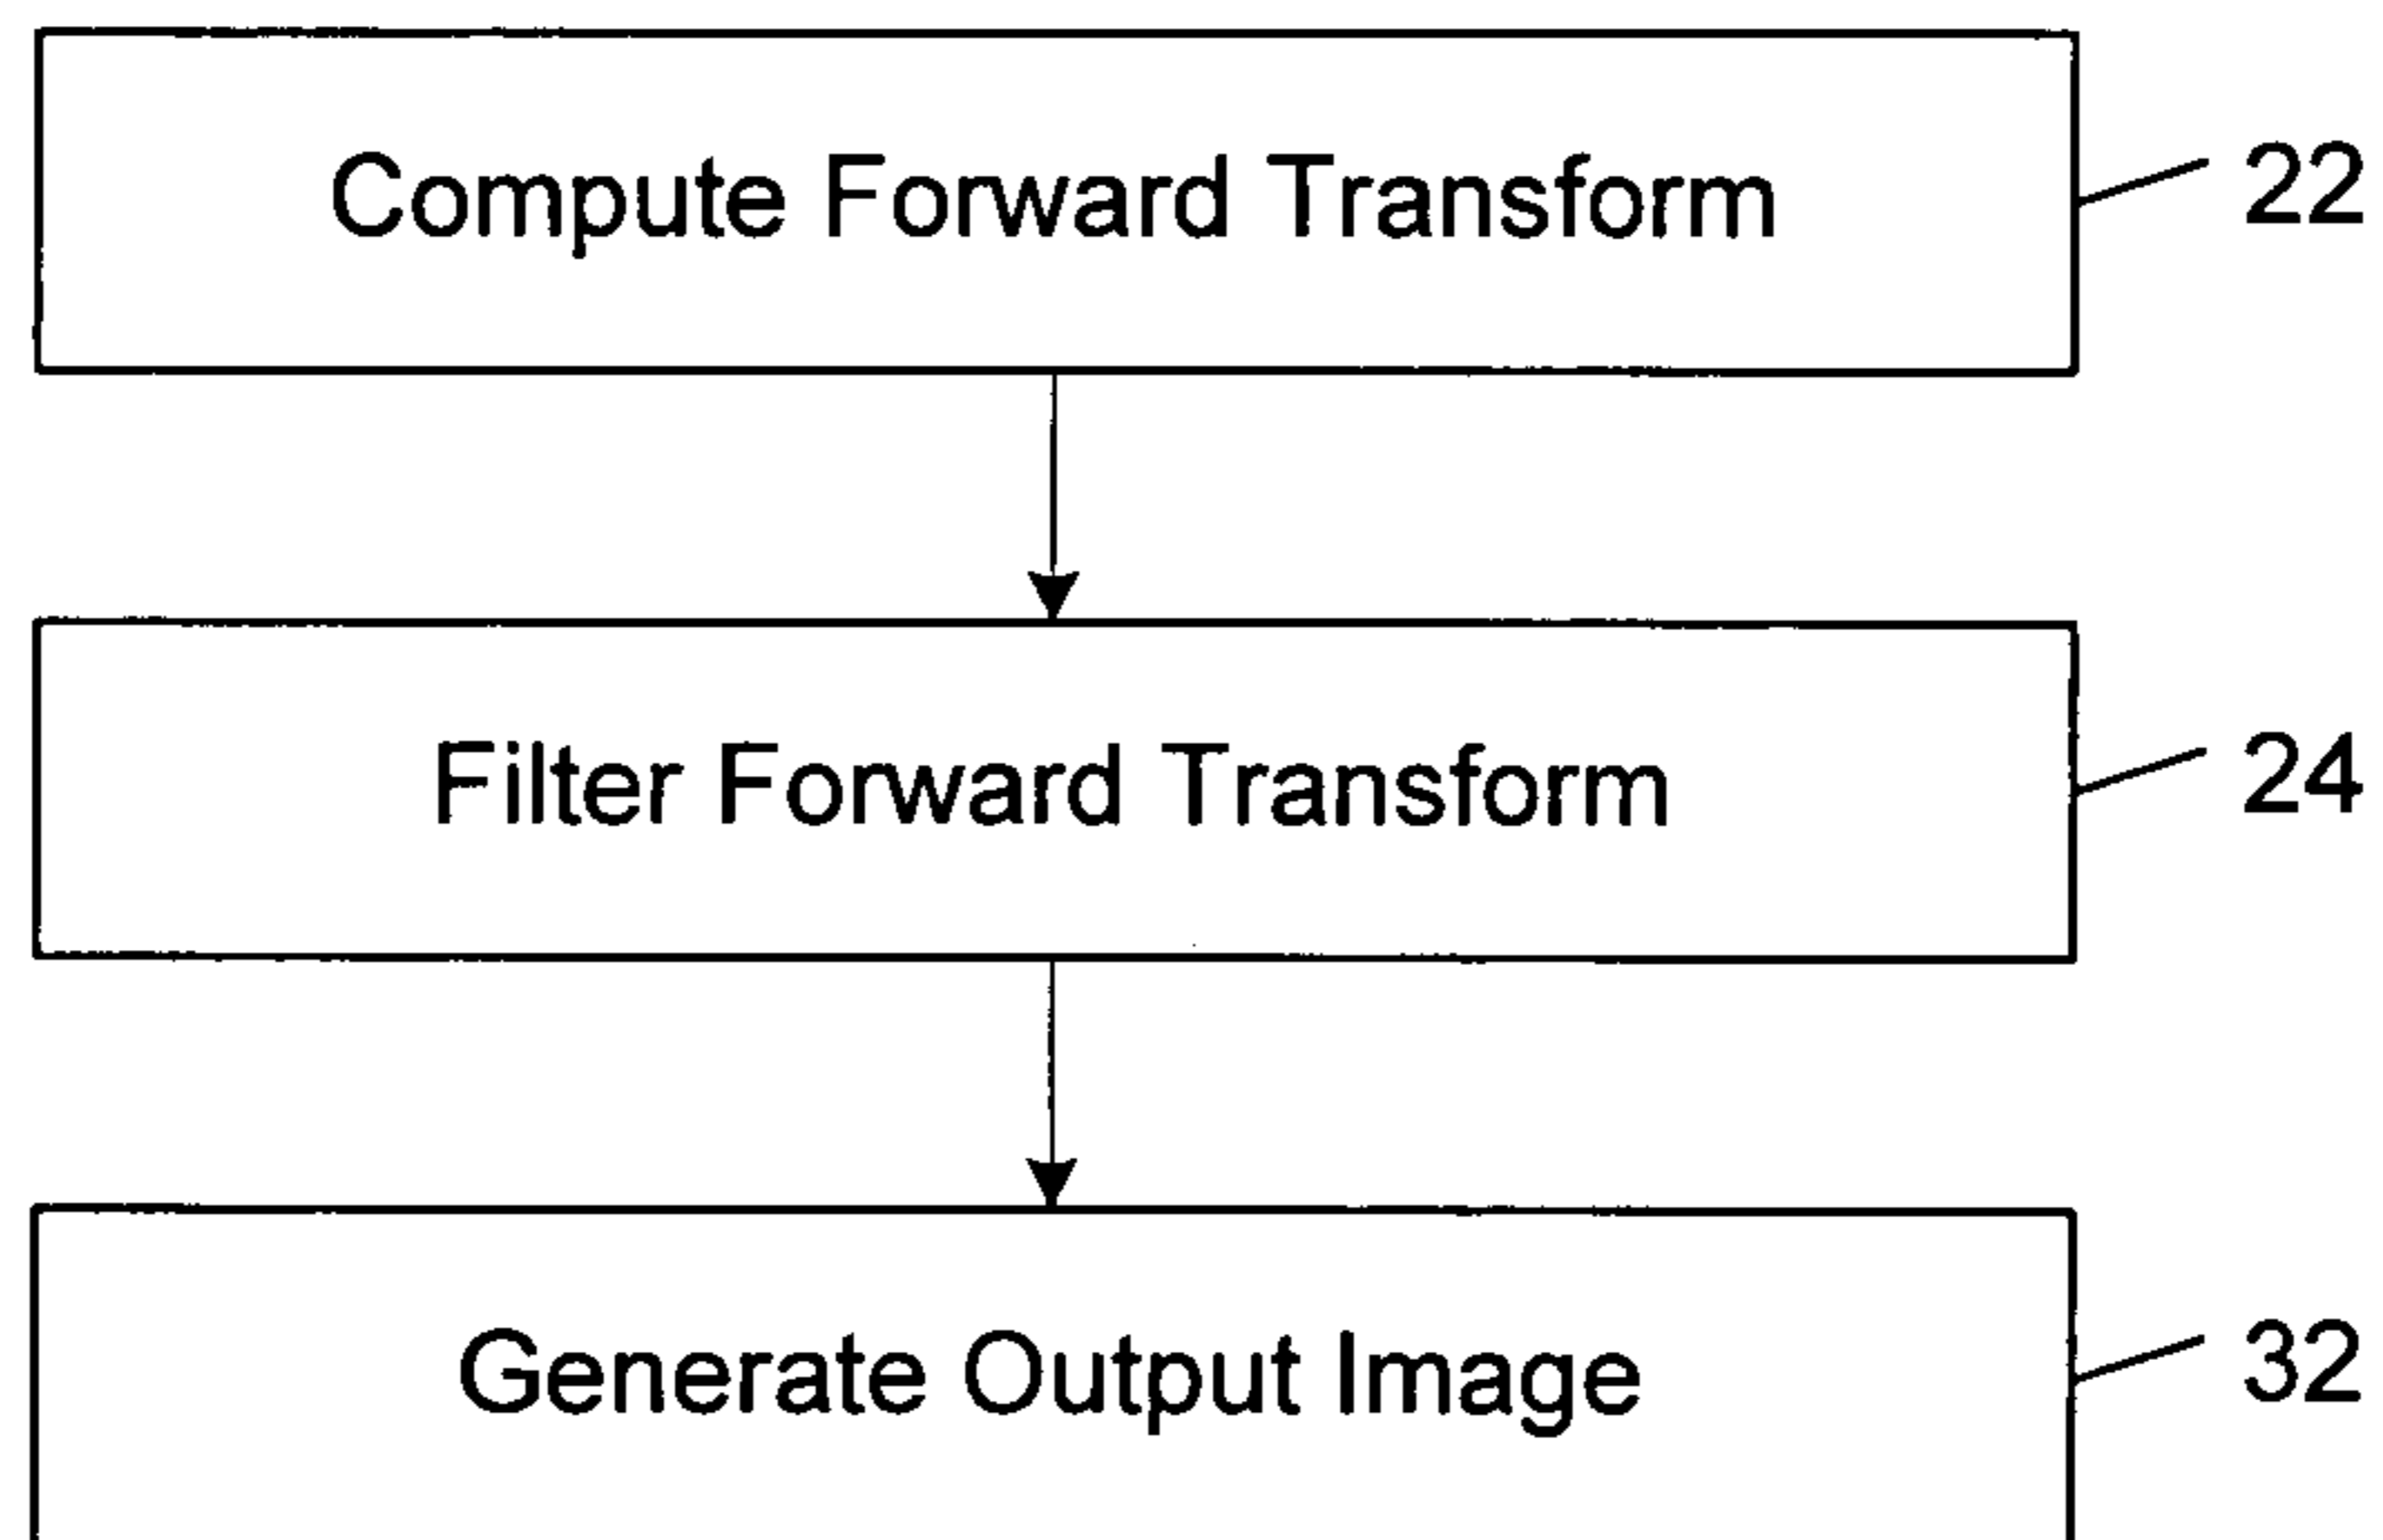 Compute Forward Transform 22
Filter Forward Transform 24
Generate Output Image 32